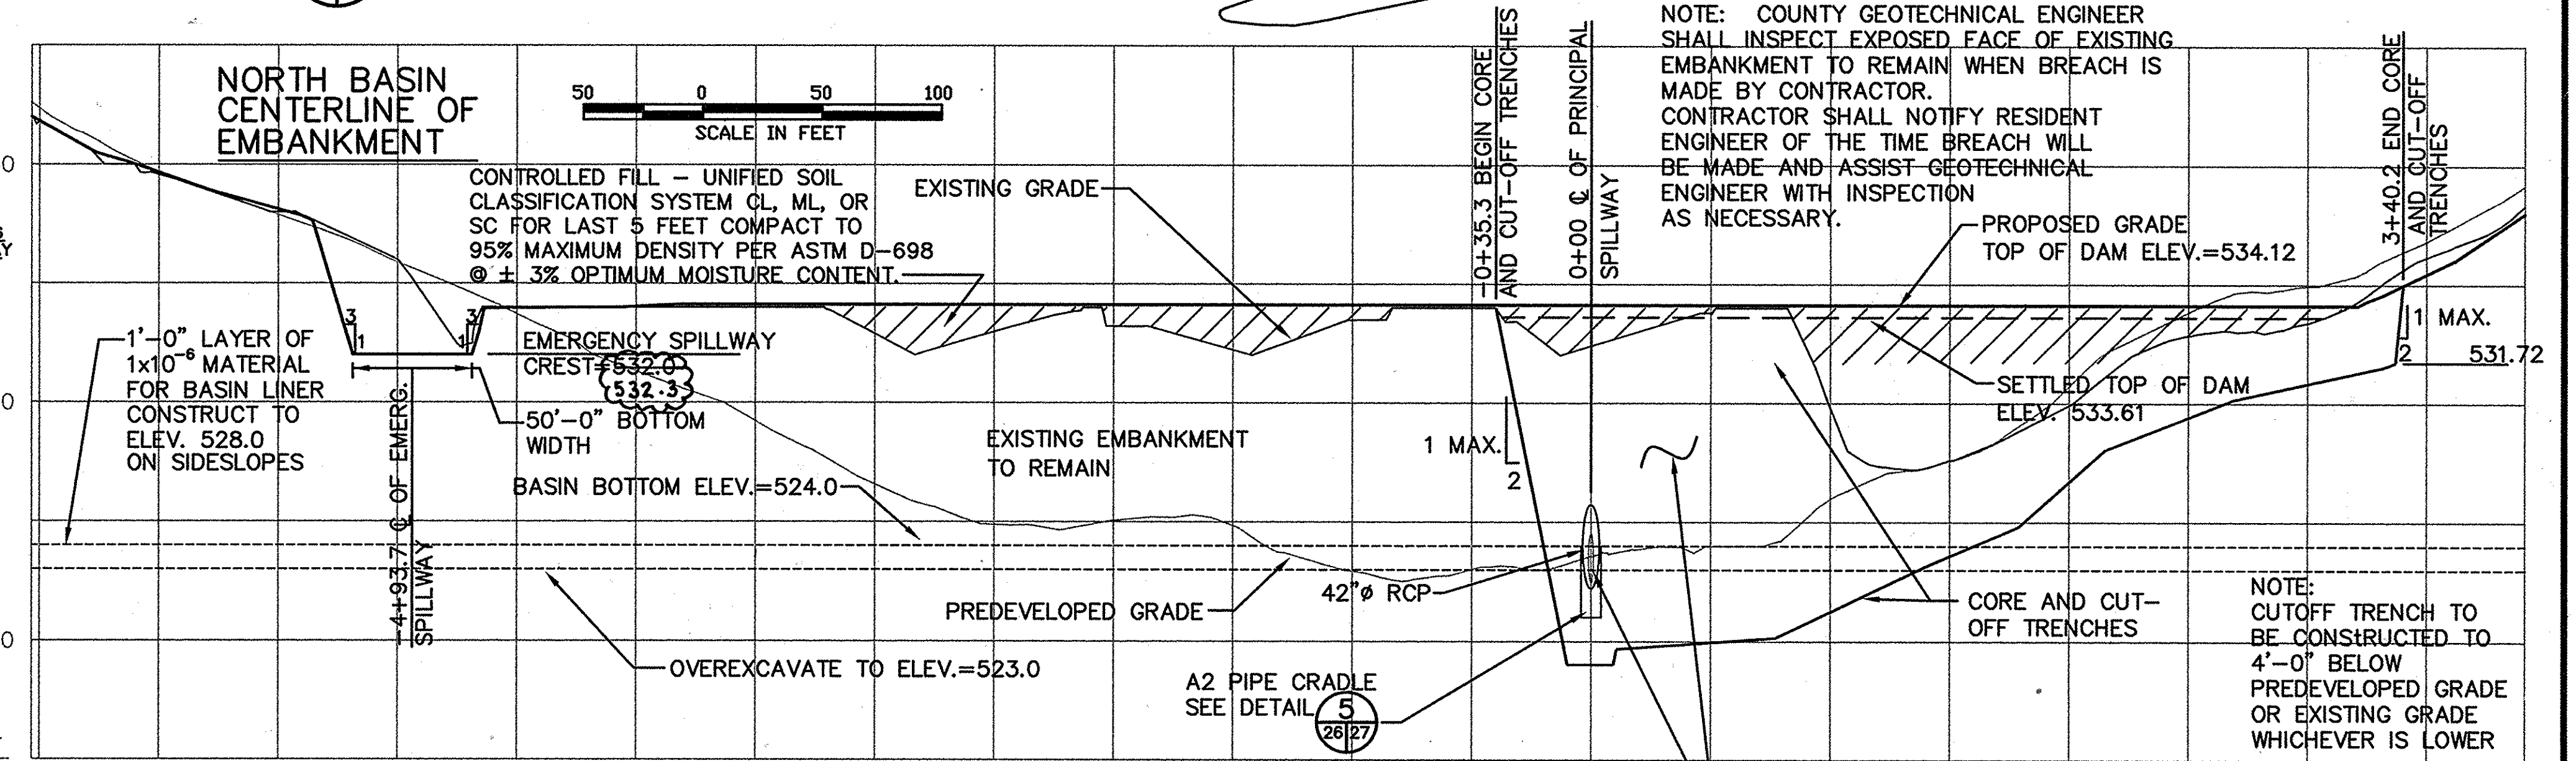 NORTH BASIN
CENTERLINE OF
EMBANKMENT
50 0 50 100
SCALE IN FEET
NOTE: COUNTY GEOTECHNICAL ENGINEER
SHALL INSPECT EXPOSED FACE OF EXISTING
EMBANKMENT TO REMAIN WHEN BREACH IS
MADE BY CONTRACTOR.
CONTRACTOR SHALL NOTIFY RESIDENT
ENGINEER OF THE TIME BREACH WILL
BE MADE AND ASSIST GEOTECHNICAL
ENGINEER WITH INSPECTION
AS NECESSARY.
CONTROLLED FILL – UNIFIED SOIL
CLASSIFICATION SYSTEM CL, ML, OR
SC FOR LAST 5 FEET COMPACT TO
95% MAXIMUM DENSITY PER ASTM D-698
@ ± 3% OPTIMUM MOISTURE CONTENT.
EXISTING GRADE
-0+35.3 BEGIN CORE
AND CUT-OFF TRENCHES
0+00 ℄ OF PRINCIPAL
SPILLWAY
3+40.2 END CORE
AND CUT-OFF
TRENCHES
PROPOSED GRADE
TOP OF DAM ELEV.=534.12
0
Y
3
1
1
3
1'-0" LAYER OF
1x10⁻⁶ MATERIAL
FOR BASIN LINER
CONSTRUCT TO
ELEV. 528.0
ON SIDESLOPES
EMERGENCY SPILLWAY
CREST=532.0
532.3
50'-0" BOTTOM
WIDTH
-4+93.7 ℄ OF EMERG.
SPILLWAY
1 MAX.
2
531.72
SETTLED TOP OF DAM
ELEV. 533.61
0
EXISTING EMBANKMENT
TO REMAIN
1 MAX.
2
BASIN BOTTOM ELEV.=524.0
42"ø RCP
PREDEVELOPED GRADE
CORE AND CUT-
OFF TRENCHES
NOTE:
CUTOFF TRENCH TO
BE CONStRUCTED TO
4'-0" BELOW
PREDEVELOPED GRADE
OR EXISTING GRADE
WHICHEVER IS LOWER
0
OVEREXCAVATE TO ELEV.=523.0
A2 PIPE CRADLE
SEE DETAIL
5
26 27